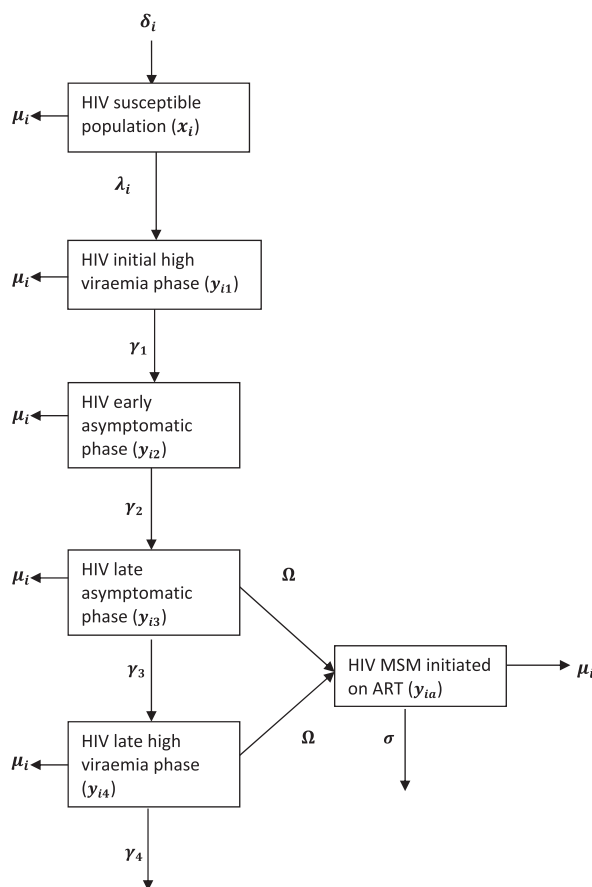 δᵢ
HIV susceptible
population (xᵢ)
μᵢ
λᵢ
HIV initial high
viraemia phase (yᵢ₁)
μᵢ
γ₁
HIV early
asymptomatic
phase (yᵢ₂)
μᵢ
γ₂
HIV late
asymptomatic
phase (yᵢ₃)
μᵢ
Ω
γ₃
HIV MSM initiated
on ART (yᵢₐ)
μᵢ
Ω
σ
HIV late high
viraemia phase
(yᵢ₄)
μᵢ
γ₄